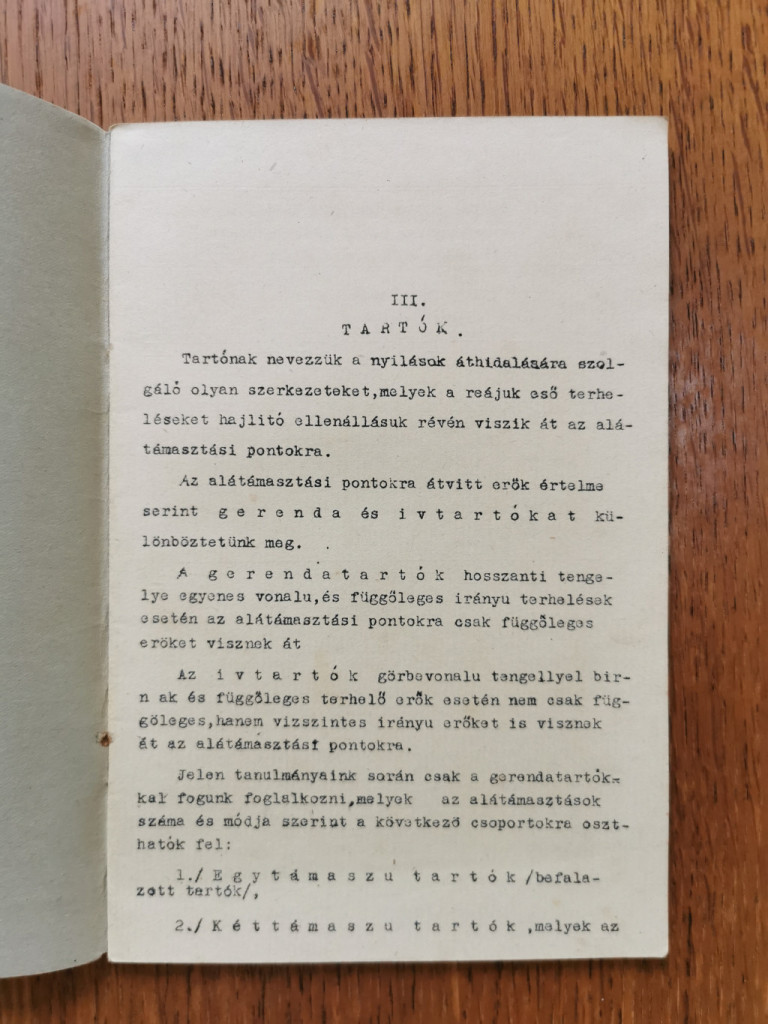 III.
T A R T Ó K .
Tartónak nevezzük a nyilások áthidalására szol-
gáló olyan szerkezeteket,melyek a reájuk eső terhe-
léseket hajlitó ellenállásuk révén viszik át az alá-
támasztási pontokra.
Az alátámasztási pontokra átvitt erők értelme
serint g e r e n d a és i v t a r t ó k a t kü-
lönböztetünk meg.
A g e r e n d a t a r t ó k hosszanti tenge-
lye egyenes vonalu,és függőleges irányu terhelések
esetén az alátámasztási pontokra csak függőleges
erőket visznek át
Az i v t a r t ó k görbevonalu tengellyel bir-
n ak és függőleges terhelő erők esetén nem csak füg-
gőleges,hanem vizszintes irányu erőket is visznek
át az alátámasztási pontokra.
Jelen tanulmányaink során csak a gerendatartók-
kal fogunk foglalkozni,melyek az alátámasztások
száma és módja szerint a következő csoportokra oszt-
hatók fel:
1./ E g y t á m a s z u t a r t ó k /befala-
zott tertók/,
2./ K é t t á m a s z u t a r t ó k ,melyek az